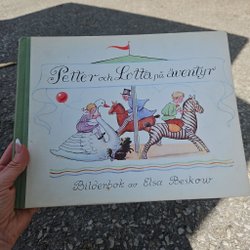 Petter och Lotta på äventyr
Bilderbok av Elsa Beskow